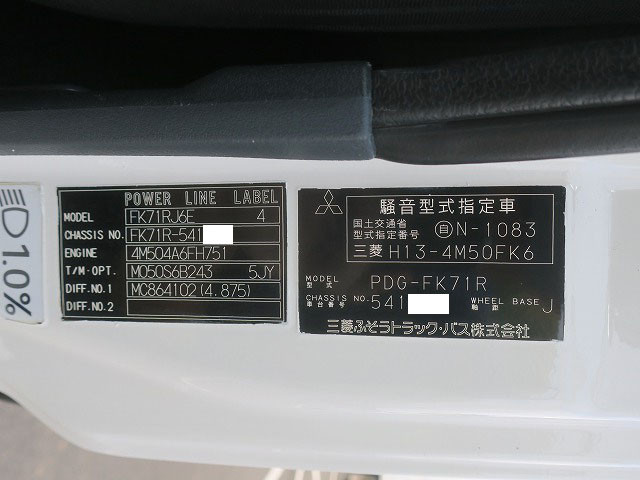 1.0%
POWER LINE LABEL
MODEL FK71RJ6E 4
CHASSIS NO. FK71R-541
ENGINE 4M504A6FH751
T/M-OPT. M050S6B243 5JY
DIFF.NO.1 MC864102(4.875)
DIFF.NO.2
騒音型式指定車
国土交通省
型式指定番号 自N-1083
三菱 H13-4M50FK6
MODEL
型式 PDG-FK71R
CHASSIS NO.
車台番号 541
WHEEL BASE
軸距 J
三菱ふそうトラック・バス株式会社